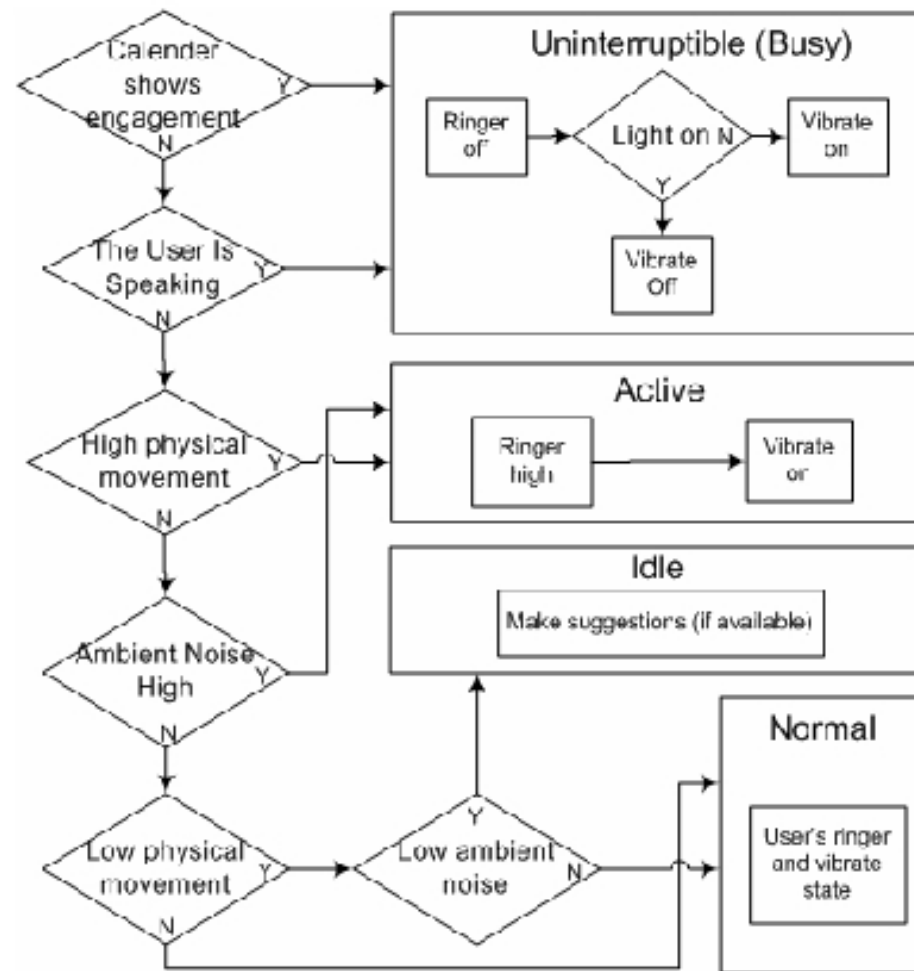 Calender
shows
engagement
Y
N
Uninterruptible (Busy)
Ringer
off
Light on N
Y
Vibrate
on
Vibrate
Off
The User Is
Speaking
Y
N
High physical
movement
Y
N
Active
Ringer
high
Vibrate
on
Idle
Make suggestions (if available)
Ambient Noise
High
Y
N
Normal
User's ringer
and vibrate
state
Low physical
movement
Y
N
Low ambient
noise
Y
N